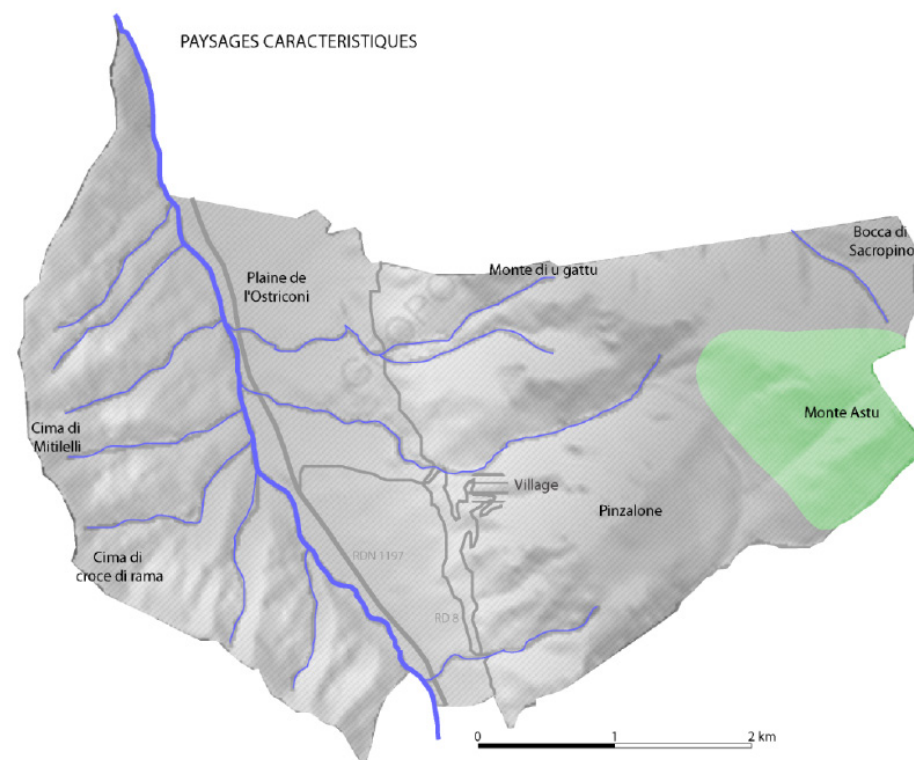 PAYSAGES CARACTERISTIQUES
Bocca di
Sacropino
Monte di u gattu
Plaine de
l'Ostriconi
Monte Astu
Cima di
Mitilelli
Village
Pinzalone
RDN 1197
Cima di
croce di rama
RD 8
0
1
2 km